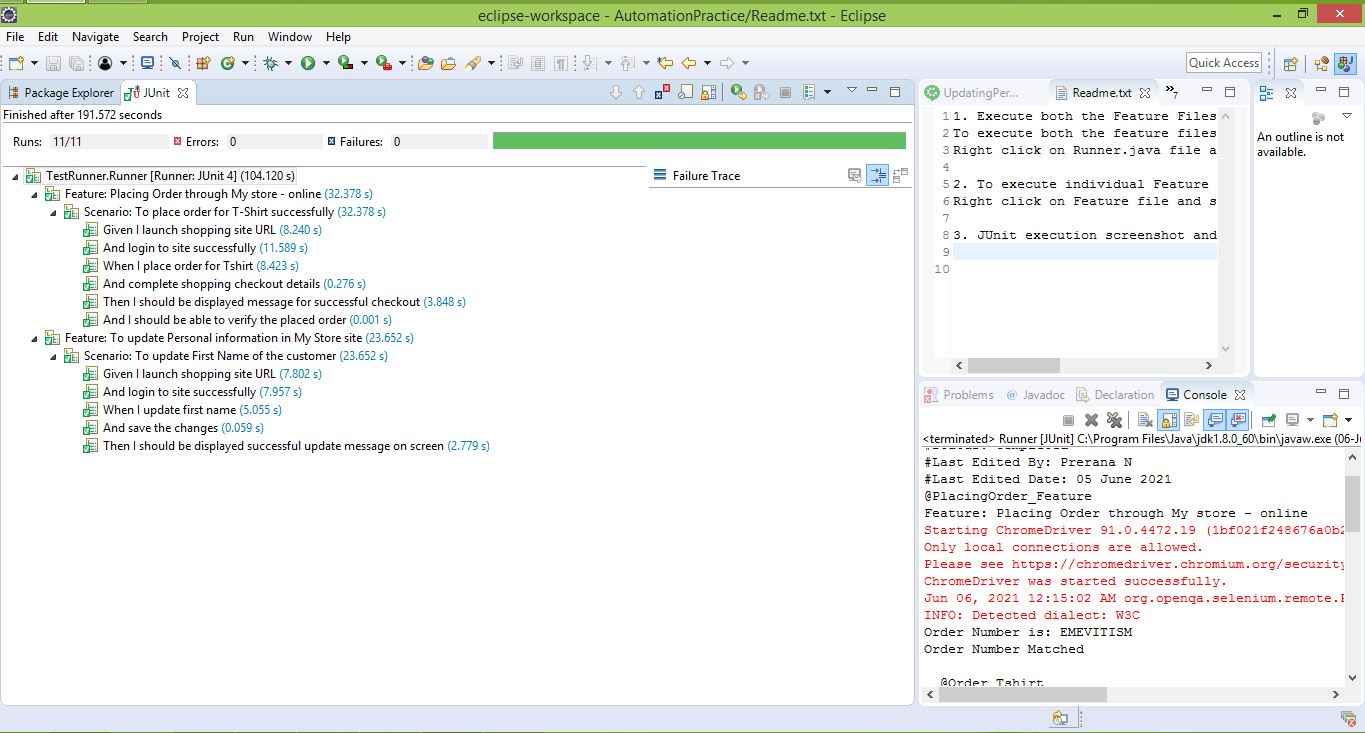 eclipse-workspace - AutomationPractice/Readme.txt - Eclipse
File Edit Navigate Search Project Run Window Help
Quick Access
Package Explorer JUnit
Finished after 191.572 seconds
Runs: 11/11 Errors: 0 Failures: 0
TestRunner.Runner [Runner: JUnit 4] (104.120 s)
Feature: Placing Order through My store - online (32.378 s)
Scenario: To place order for T-Shirt successfully (32.378 s)
Given I launch shopping site URL (8.240 s)
And login to site successfully (11.589 s)
When I place order for Tshirt (8.423 s)
And complete shopping checkout details (0.276 s)
Then I should be displayed message for successful checkout (3.848 s)
And I should be able to verify the placed order (0.001 s)
Feature: To update Personal information in My Store site (23.652 s)
Scenario: To update First Name of the customer (23.652 s)
Given I launch shopping site URL (7.802 s)
And login to site successfully (7.957 s)
When I update first name (5.055 s)
And save the changes (0.059 s)
Then I should be displayed successful update message on screen (2.779 s)
Failure Trace
UpdatingPer... Readme.txt »7
1 1. Execute both the Feature Files
2 To execute both the feature files
3 Right click on Runner.java file a
4
5 2. To execute individual Feature
6 Right click on Feature file and s
7
8 3. JUnit execution screenshot and
9
10
An outline is not
available.
Problems @ Javadoc Declaration Console
<terminated> Runner [JUnit] C:\Program Files\Java\jdk1.8.0_60\bin\javaw.exe (06-Ju
#Status: Completed
#Last Edited By: Prerana N
#Last Edited Date: 05 June 2021
@PlacingOrder_Feature
Feature: Placing Order through My store - online
Starting ChromeDriver 91.0.4472.19 (1bf021f248676a0b2
Only local connections are allowed.
Please see https://chromedriver.chromium.org/security
ChromeDriver was started successfully.
Jun 06, 2021 12:15:02 AM org.openqa.selenium.remote.P
INFO: Detected dialect: W3C
Order Number is: EMEVITISM
Order Number Matched
@Order_Tshirt